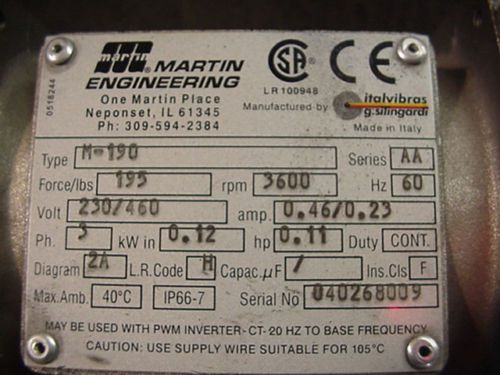 martin ® MARTIN
ENGINEERING
One Martin Place
Neponset, IL 61345
Ph: 309-594-2384
0518244
SA ® CE
LR 100948
Manufactured by italvibras
g.silingardi
Made in Italy
Type M-190 Series AA
Force/lbs 195 rpm 3600 Hz 60
Volt 230/460 amp. 0.46/0.23
Ph. 3 kW in 0.12 hp 0.11 Duty CONT.
Diagram 2A L.R.Code H Capac.µF / Ins.Cls F
Max.Amb. 40°C IP66-7 Serial No 040268009
MAY BE USED WITH PWM INVERTER-CT-20 HZ TO BASE FREQUENCY
CAUTION: USE SUPPLY WIRE SUITABLE FOR 105°C